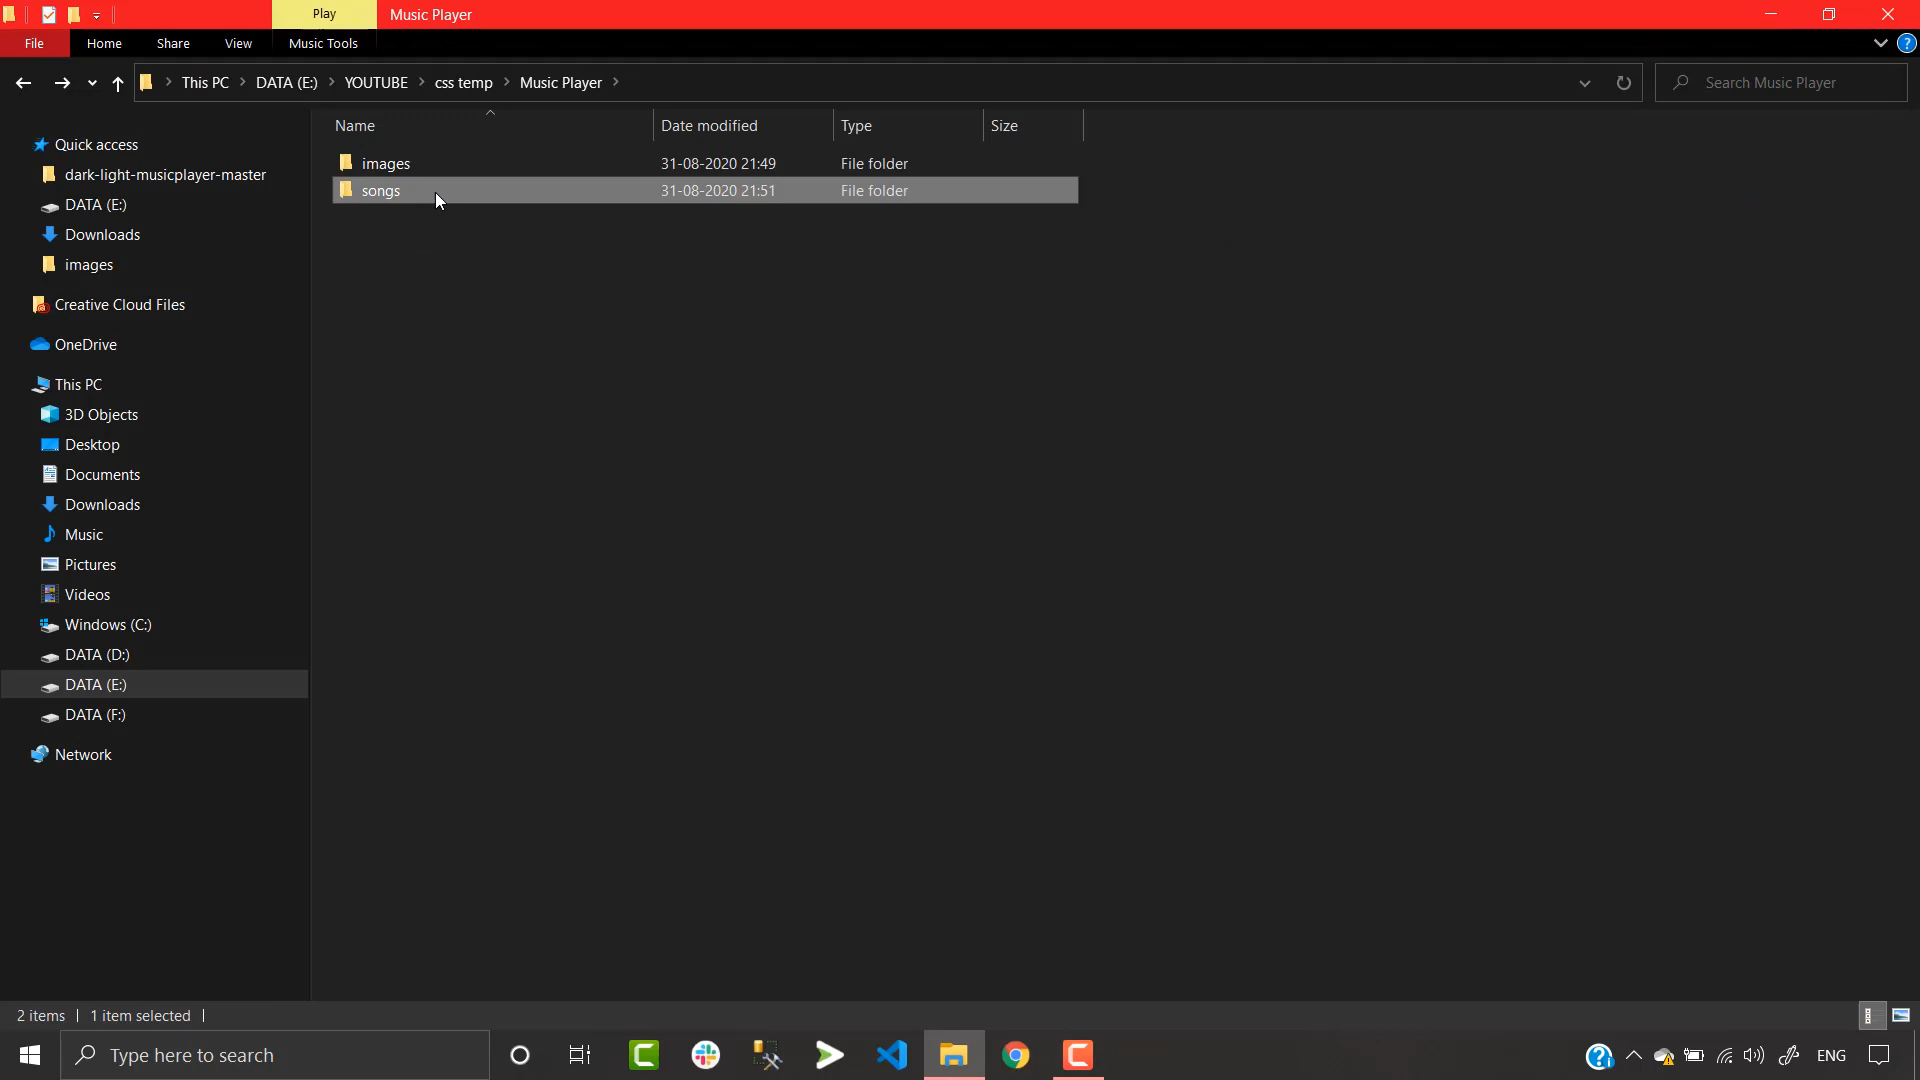 Play
Music Player
File
Home
Share
View
Music Tools
This PC
DATA (E:)
YOUTUBE
css temp
Music Player
Search Music Player
Name
Date modified
Type
Size
images
31-08-2020 21:49
File folder
songs
31-08-2020 21:51
File folder
Quick access
dark-light-musicplayer-master
DATA (E:)
Downloads
images
Creative Cloud Files
OneDrive
This PC
3D Objects
Desktop
Documents
Downloads
Music
Pictures
Videos
Windows (C:)
DATA (D:)
DATA (E:)
DATA (F:)
Network
2 items
1 item selected
Type here to search
ENG